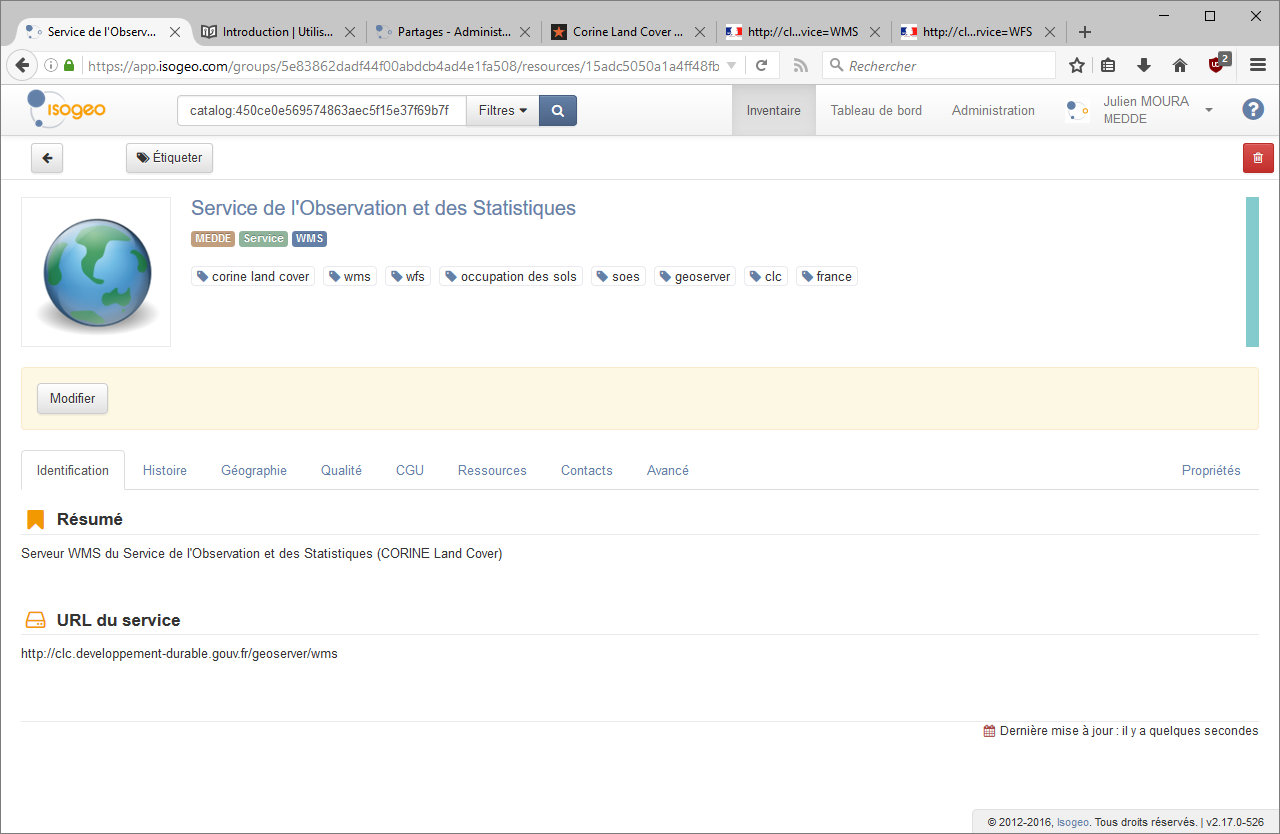 Service de l'Observ...
Introduction | Utilis...
Partages - Administ...
Corine Land Cover ...
http://cl...vice=WMS
http://cl...rvice=WFS
https://app.isogeo.com/groups/5e83862dadf44f00abdcb4ad4e1fa508/resources/15adc5050a1a4ff48fb
Rechercher
2
isogeo
catalog:450ce0e569574863aec5f15e37f69b7f
Filtres
Inventaire
Tableau de bord
Administration
Julien MOURA
MEDDE
?
Étiqueter
Service de l'Observation et des Statistiques
MEDDE Service WMS
corine land cover wms wfs occupation des sols soes geoserver clc france
Modifier
Identification Histoire Géographie Qualité CGU Ressources Contacts Avancé Propriétés
Résumé
Serveur WMS du Service de l'Observation et des Statistiques (CORINE Land Cover)
URL du service
http://clc.developpement-durable.gouv.fr/geoserver/wms
Dernière mise à jour : il y a quelques secondes
© 2012-2016, Isogeo. Tous droits réservés. | v2.17.0-526